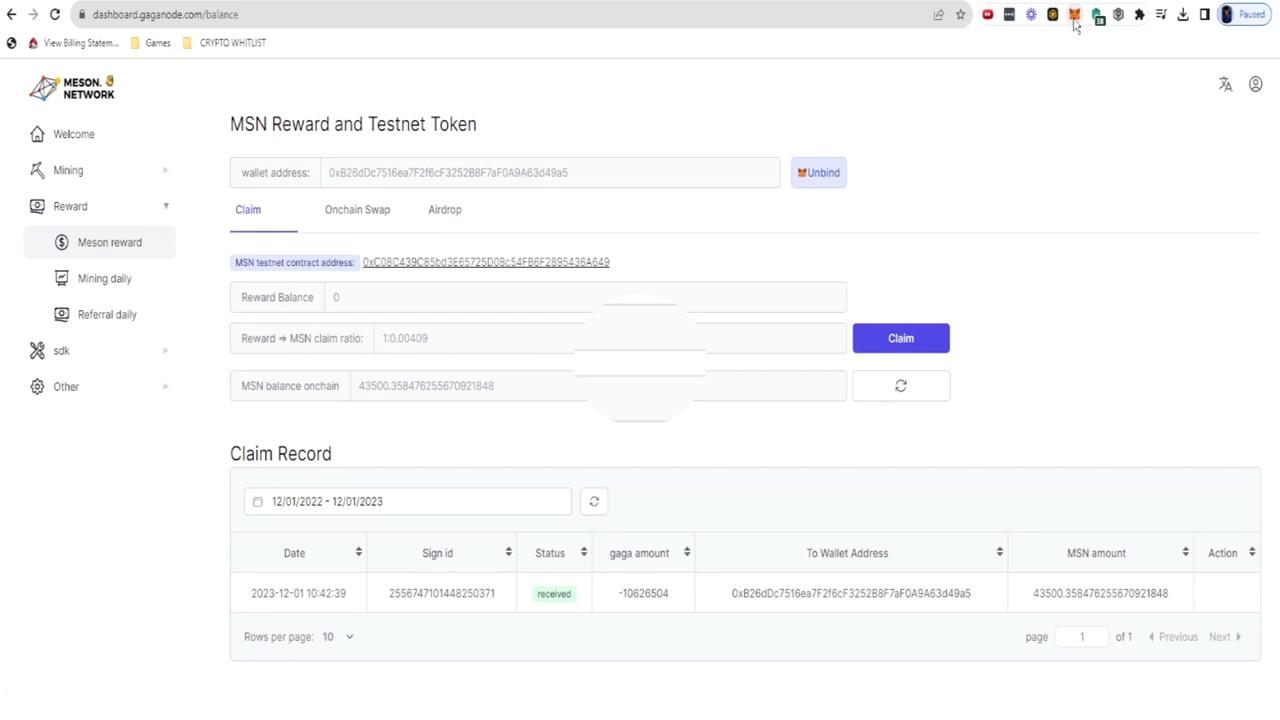 dashboard.gaganode.com/balance
38
Paused
View Billing Statem...
Games
CRYPTO WHITLIST
MESON.
NETWORK
Welcome
Mining
Reward
Meson reward
Mining daily
Referral daily
sdk
Other
MSN Reward and Testnet Token
wallet address: 0xB26dDc7516ea7F2f6cF3252B8F7aF0A9A63d49a5 Unbind
Claim Onchain Swap Airdrop
MSN testnet contract address: 0xC08C439C85bd3E65725D08c54FB6F2895436A649
Reward Balance 0
Reward ⇒ MSN claim ratio: 1:0.00409 Claim
MSN balance onchain 43500.358476255670921848
Claim Record
12/01/2022 - 12/01/2023
Date Sign id Status gaga amount To Wallet Address MSN amount Action
2023-12-01 10:42:39 2556747101448250371 received -10626504 0xB26dDc7516ea7F2f6cF3252B8F7aF0A9A63d49a5 43500.358476255670921848
Rows per page: 10 page 1 of 1 Previous Next